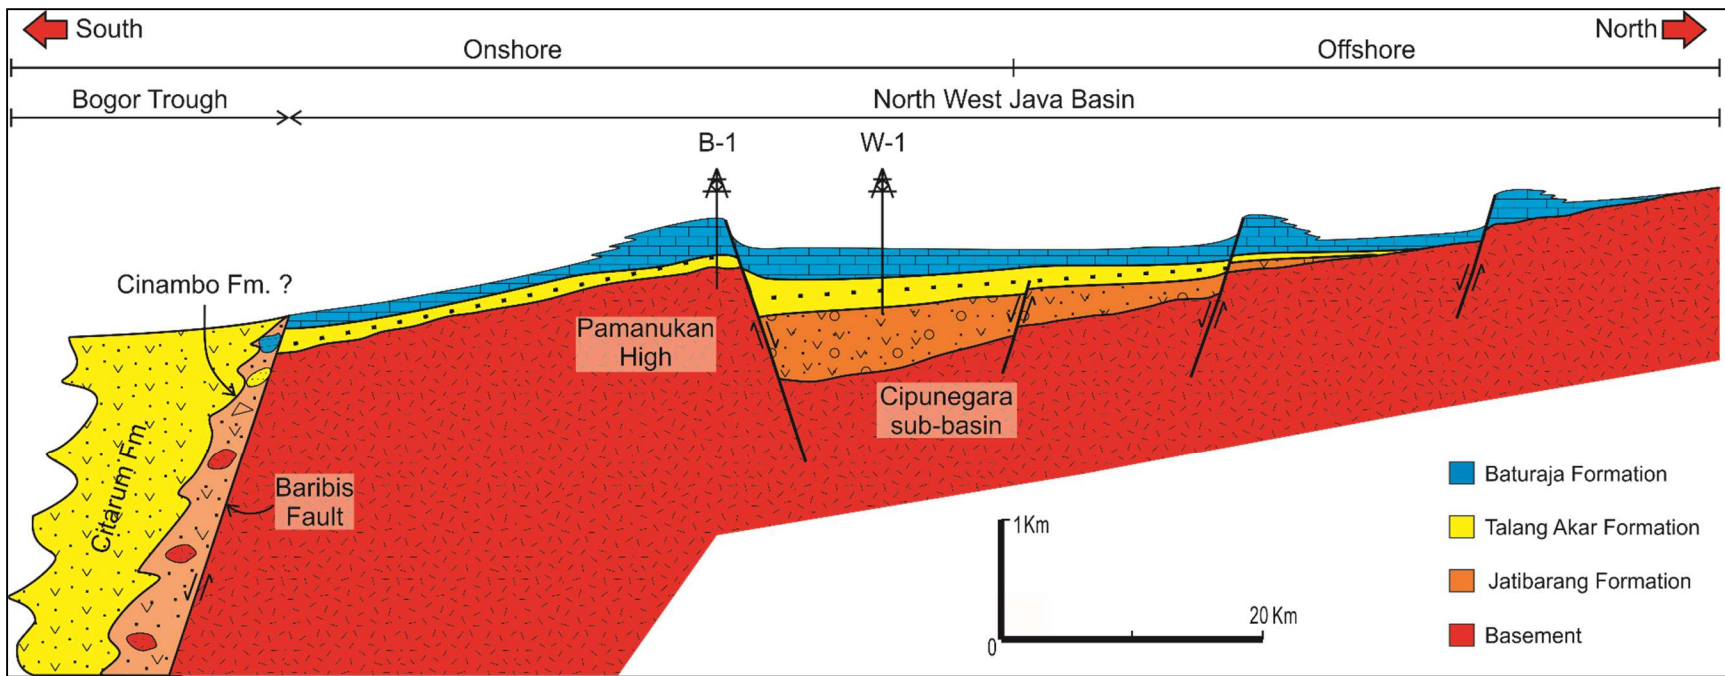 South
North
Onshore
Offshore
Bogor Trough
North West Java Basin
B-1
W-1
Cinambo Fm. ?
Pamanukan
High
Cipunegara
sub-basin
Citarum Fm.
Baribis
Fault
1Km
0
20 Km
Baturaja Formation
Talang Akar Formation
Jatibarang Formation
Basement